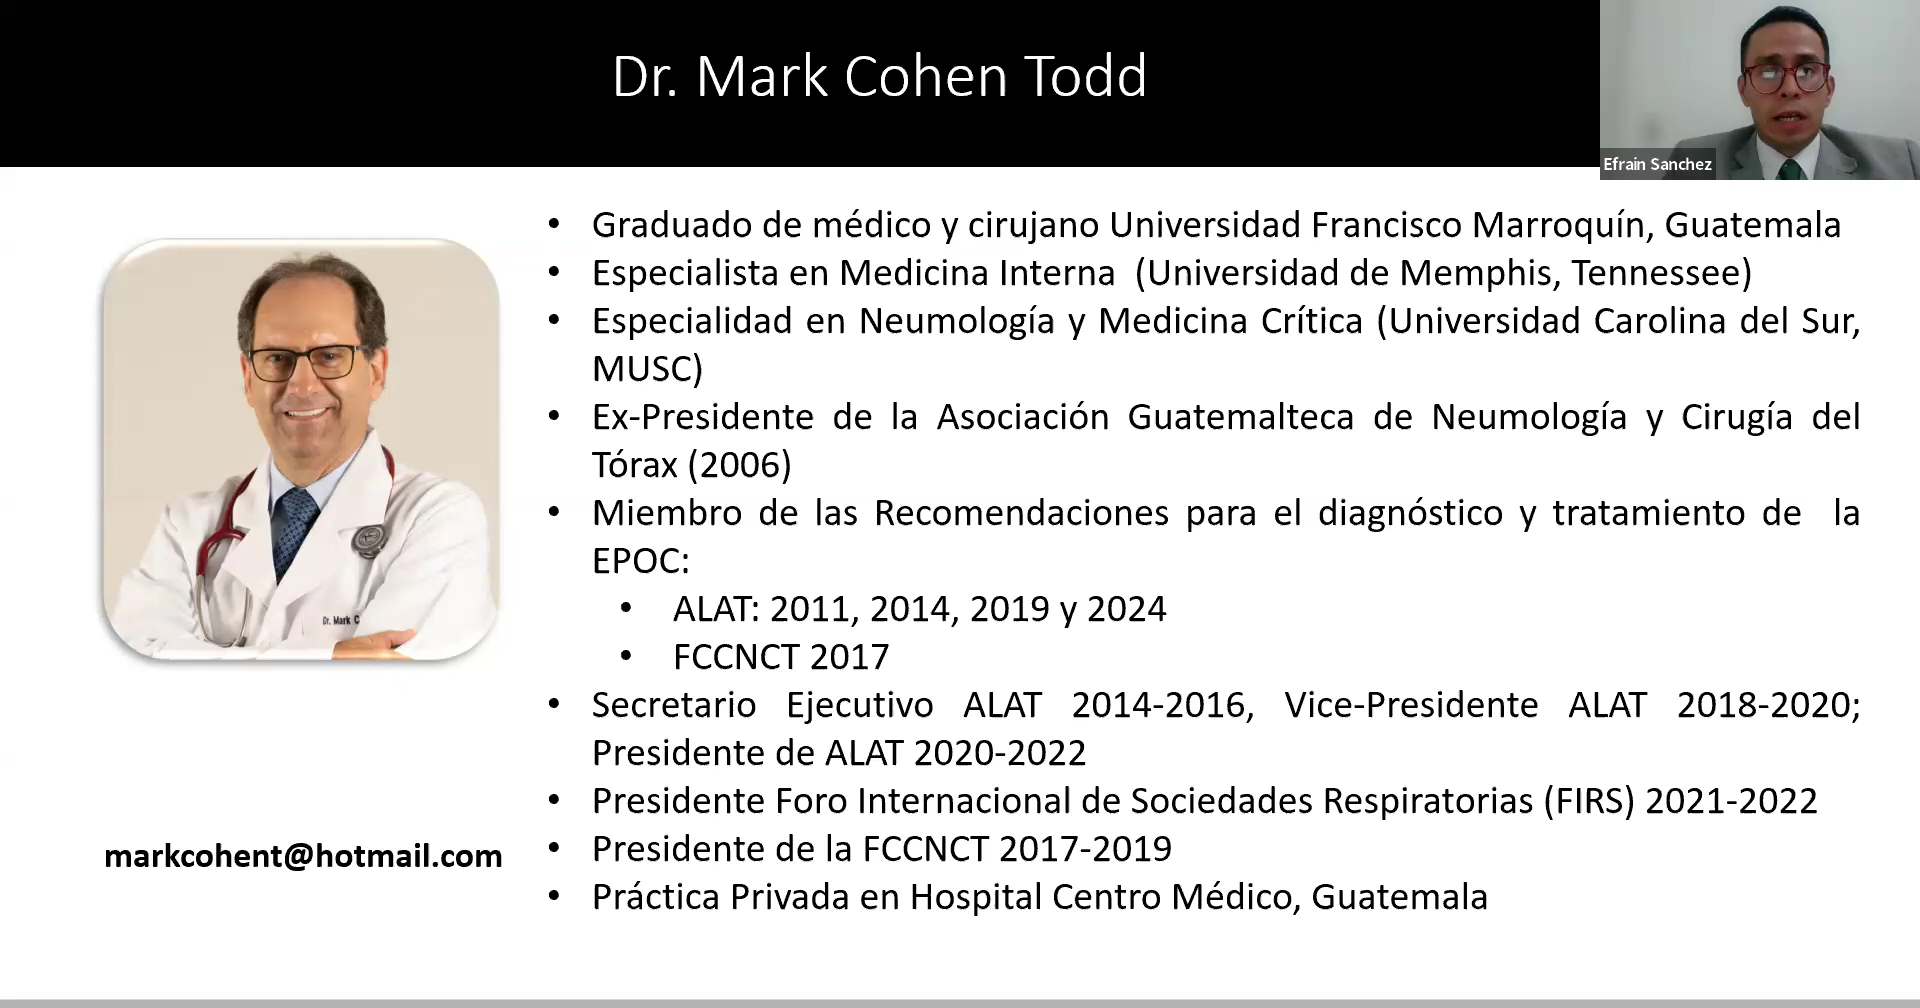 Dr. Mark Cohen Todd
Efrain Sanchez
• Graduado de médico y cirujano Universidad Francisco Marroquín, Guatemala
• Especialista en Medicina Interna (Universidad de Memphis, Tennessee)
• Especialidad en Neumología y Medicina Crítica (Universidad Carolina del Sur,
MUSC)
• Ex-Presidente de la Asociación Guatemalteca de Neumología y Cirugía del
Tórax (2006)
• Miembro de las Recomendaciones para el diagnóstico y tratamiento de la
EPOC:
• ALAT: 2011, 2014, 2019 y 2024
• FCCNCT 2017
• Secretario Ejecutivo ALAT 2014-2016, Vice-Presidente ALAT 2018-2020;
Presidente de ALAT 2020-2022
• Presidente Foro Internacional de Sociedades Respiratorias (FIRS) 2021-2022
• Presidente de la FCCNCT 2017-2019
• Práctica Privada en Hospital Centro Médico, Guatemala
Dr. Mark C
markcohent@hotmail.com